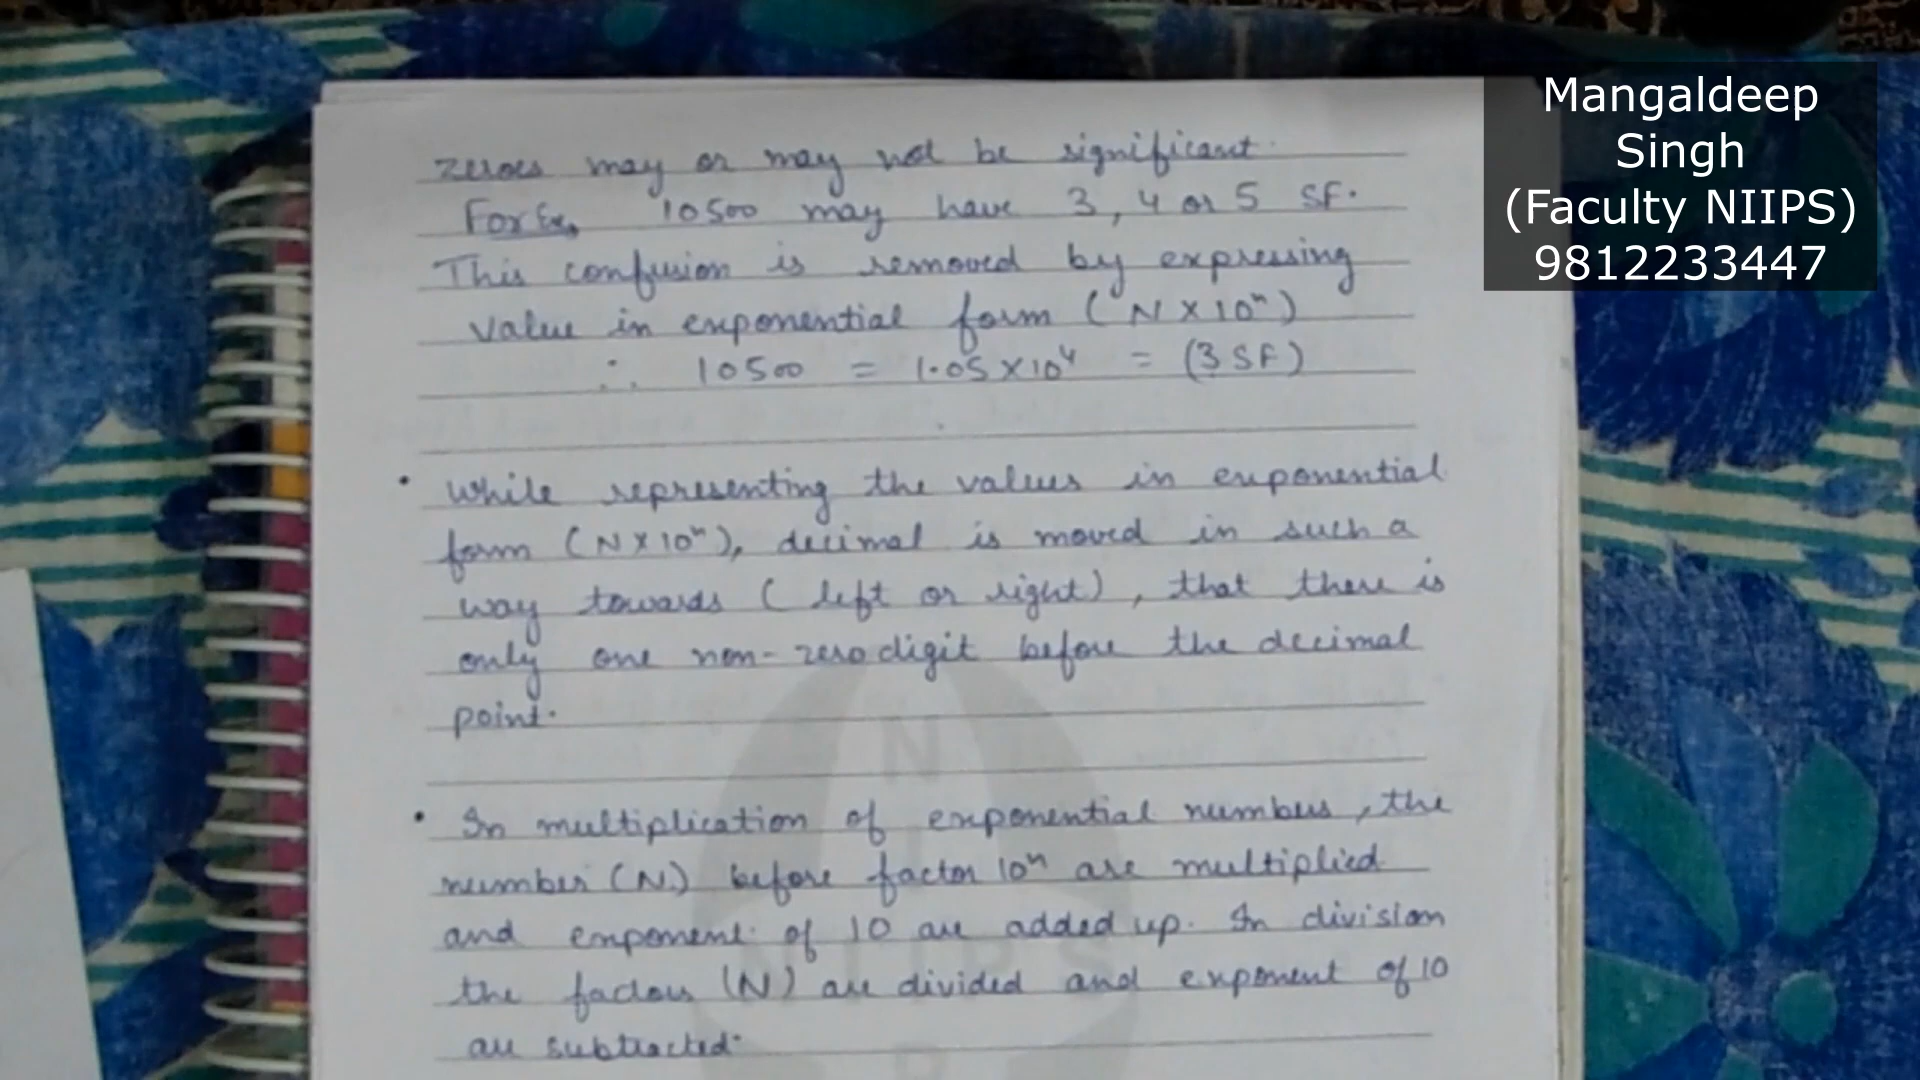 zeroes may or may not be significant.
For Ex, 10500 may have 3, 4 or 5 SF.
This confusion is removed by expressing
value in exponential form (N X 10ⁿ)
∴ 10500 = 1.05 X 10⁴ = (3 SF)
• While representing the values in exponential
form (N X 10ⁿ), decimal is moved in such a
way towards (left or right), that there is
only one non-zero digit before the decimal
point.
• In multiplication of exponential numbers, the
number (N) before factor 10ⁿ are multiplied
and exponent of 10 are added up. In division
the factors (N) are divided and exponent of 10
are subtracted.
Mangaldeep
Singh
(Faculty NIIPS)
9812233447
N
I
NIIPS
P